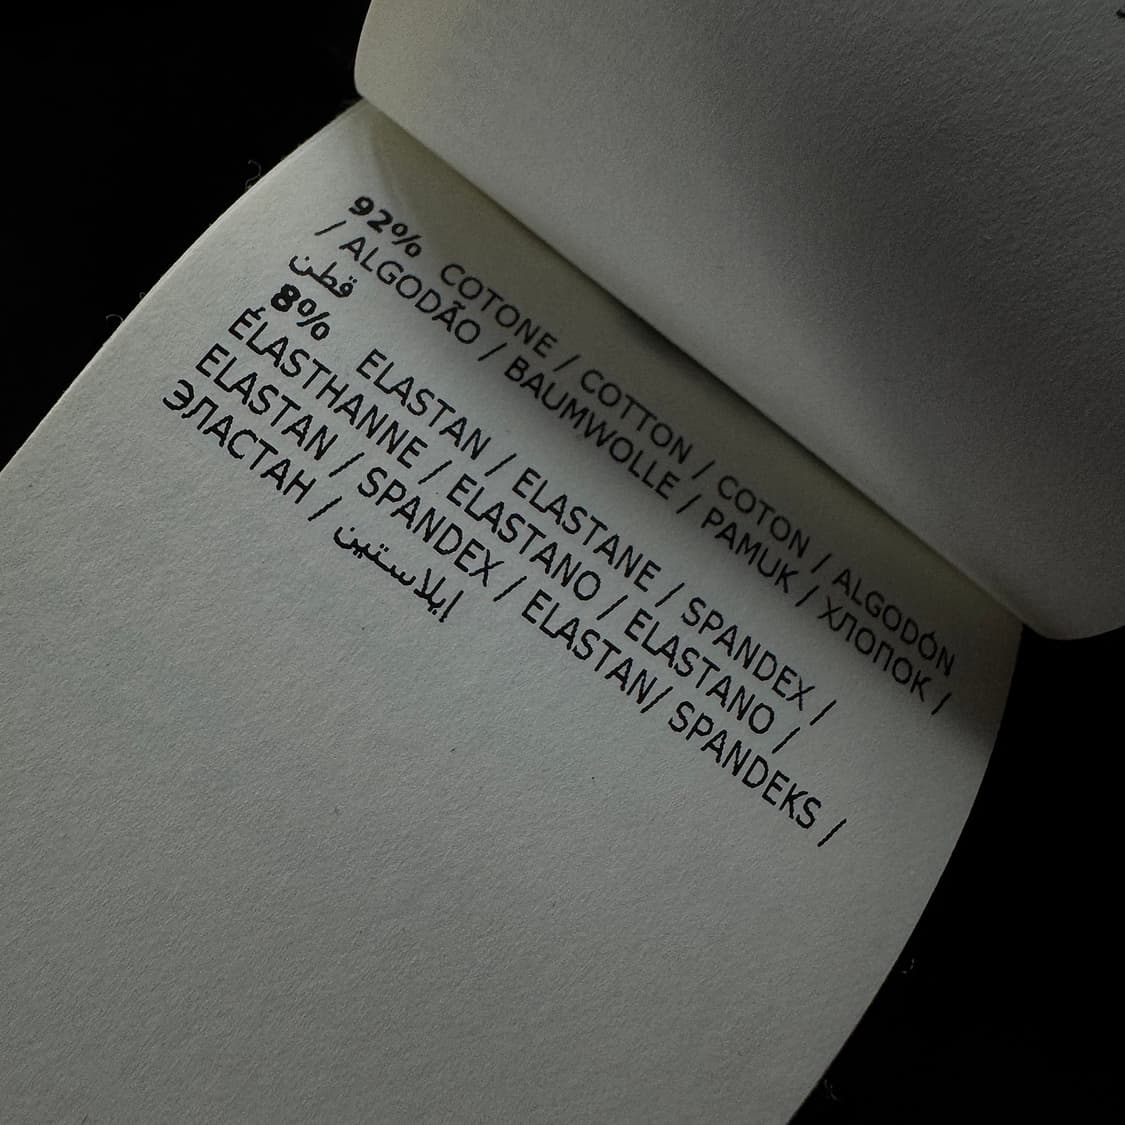 92% COTONE / COTTON / COTON / ALGODÓN
/ ALGODÃO / BAUMWOLLE / PAMUK / ХЛОПОК /
قطن
8% ELASTAN / ELASTANE / SPANDEX /
ÉLASTHANNE / ELASTANO / ELASTANO /
ELASTAN / SPANDEX / ELASTAN/ SPANDEKS /
ЭЛАСТАН / إيلاستين